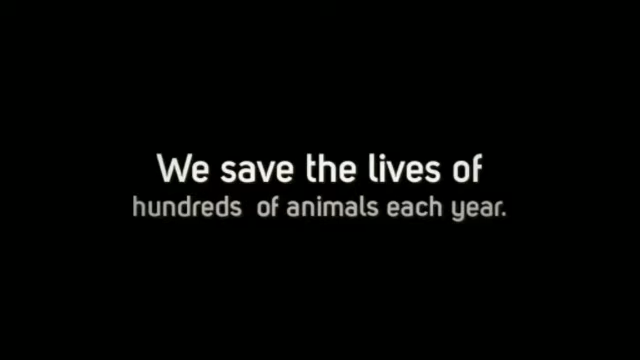 We save the lives of
hundreds of animals each year.